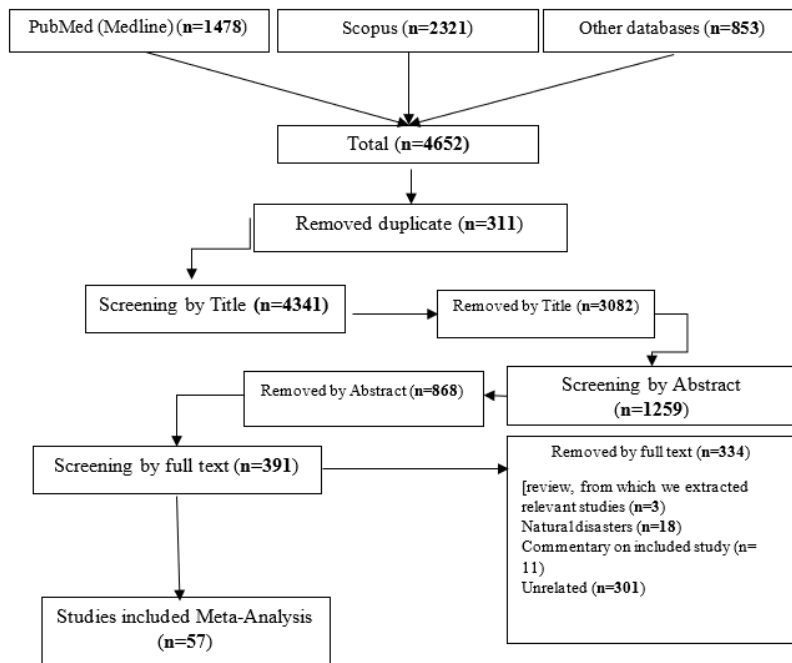 PubMed (Medline) (n=1478)
Scopus (n=2321)
Other databases (n=853)
Total (n=4652)
Removed duplicate (n=311)
Screening by Title (n=4341)
Removed by Title (n=3082)
Screening by Abstract
(n=1259)
Removed by Abstract (n=868)
Screening by full text (n=391)
Removed by full text (n=334)
[review, from which we extracted
relevant studies (n=3)
Natural disasters (n=18)
Commentary on included study (n=
11)
Unrelated (n=301)
Studies included Meta-Analysis
(n=57)